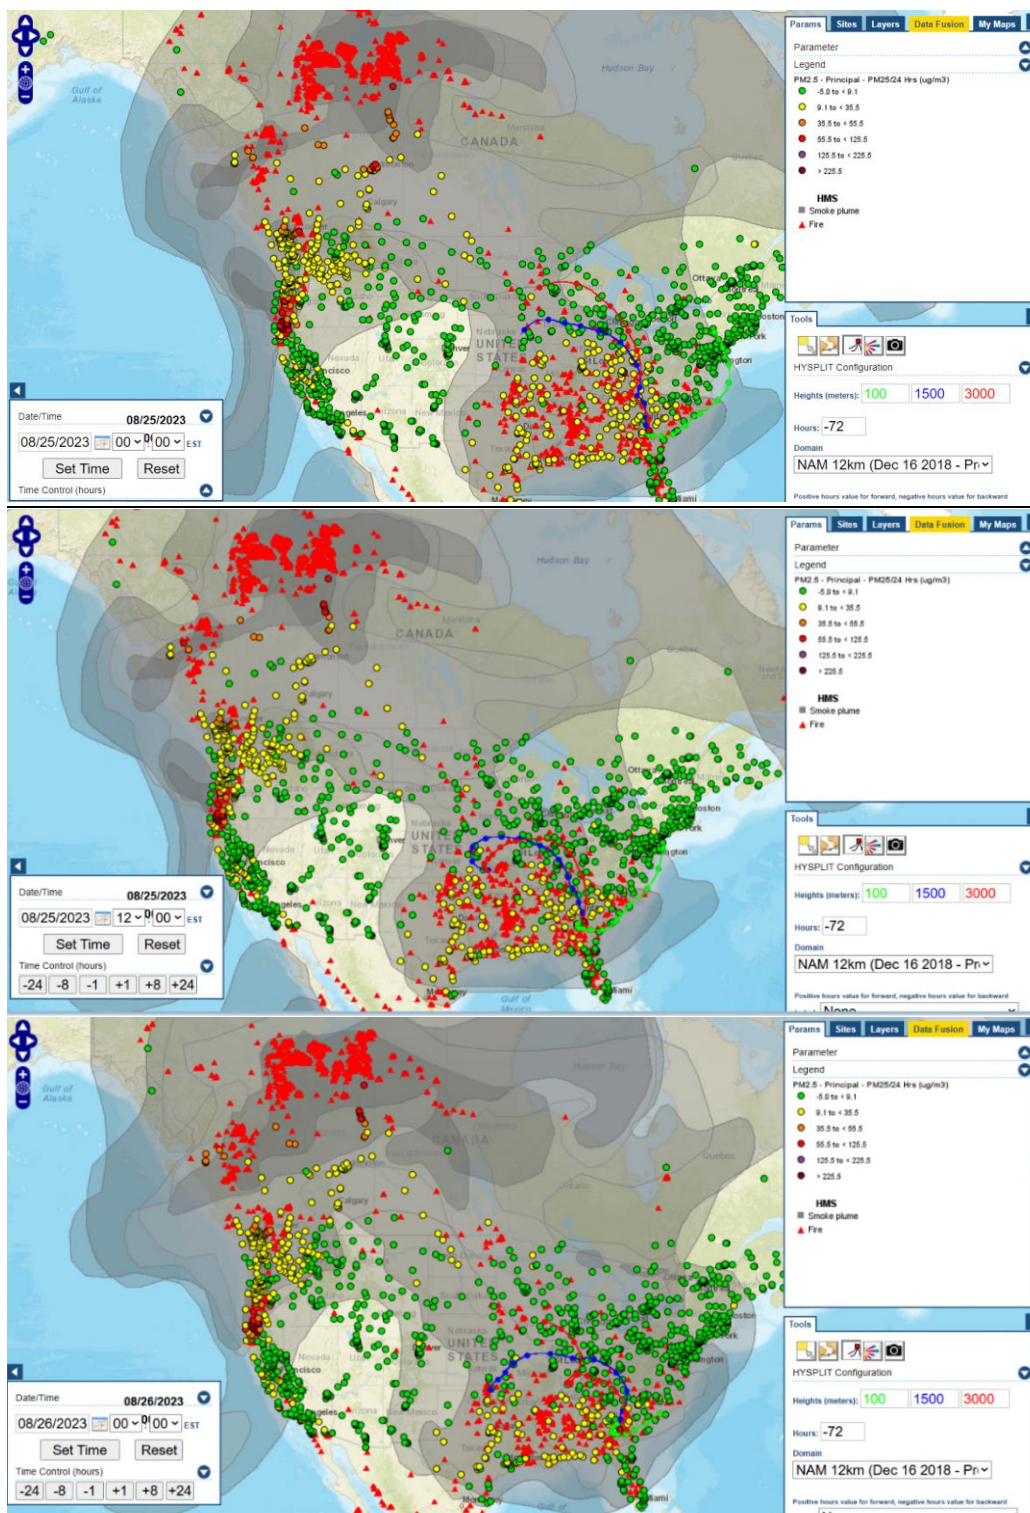 Params Sites Layers Data Fusion My Maps
Parameter
Legend
PM2.5 - Principal - PM25/24 Hrs (ug/m3)
-5.0 to < 9.1
9.1 to < 35.5
35.5 to < 55.5
55.5 to < 125.5
125.5 to < 225.5
> 225.5
HMS
Smoke plume
Fire
Gulf of
Alaska
Hudson Bay
CANADA
Manitoba
Quebec
Calgary
Ottawa
Nebraska
UNITED
STATES
Nevada
Arizona
New Mexico
Miami
Tools
HYSPLIT Configuration
Heights (meters): 100 1500 3000
Hours: -72
Domain
NAM 12km (Dec 16 2018 - Pr
Positive hours value for forward, negative hours value for backward
Date/Time 08/25/2023
08/25/2023 00 : 00 EST
Set Time Reset
Time Control (hours)
Params Sites Layers Data Fusion My Maps
Parameter
Legend
PM2.5 - Principal - PM25/24 Hrs (ug/m3)
-5.0 to < 9.1
9.1 to < 35.5
35.5 to < 55.5
55.5 to < 125.5
125.5 to < 225.5
> 225.5
HMS
Smoke plume
Fire
Hudson Bay
CANADA
Calgary
Boston
Nevada
Miami
Gulf of
Mexico
Tools
HYSPLIT Configuration
Heights (meters): 100 1500 3000
Hours: -72
Domain
NAM 12km (Dec 16 2018 - Pr
Positive hours value for forward, negative hours value for backward
Date/Time 08/25/2023
08/25/2023 12 : 00 EST
Set Time Reset
Time Control (hours)
-24 -8 -1 +1 +8 +24
Params Sites Layers Data Fusion My Maps
Parameter
Legend
PM2.5 - Principal - PM25/24 Hrs (ug/m3)
-5.0 to < 9.1
9.1 to < 35.5
35.5 to < 55.5
55.5 to < 125.5
125.5 to < 225.5
> 225.5
HMS
Smoke plume
Fire
Gulf of
Alaska
Hudson Bay
CANADA
Quebec
Ontario
Calgary
Nevada
STATES
Gulf of
Tools
HYSPLIT Configuration
Heights (meters): 100 1500 3000
Hours: -72
Domain
NAM 12km (Dec 16 2018 - Pr
Positive hours value for forward, negative hours value for backward
Date/Time 08/26/2023
08/26/2023 00 : 00 EST
Set Time Reset
Time Control (hours)
-24 -8 -1 +1 +8 +24